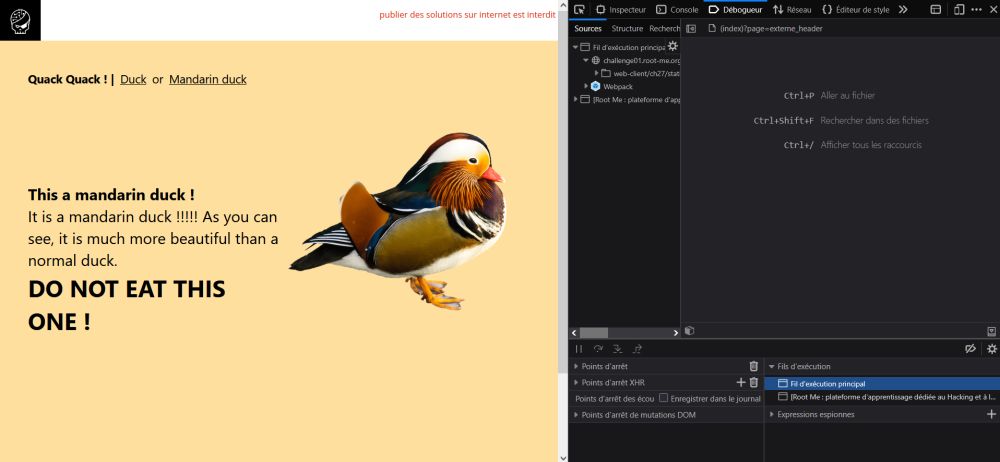 publier des solutions sur internet est interdit
Quack Quack ! | Duck or Mandarin duck
This a mandarin duck !
It is a mandarin duck !!!!! As you can
see, it is much more beautiful than a
normal duck.
DO NOT EAT THIS
ONE !
Inspecteur Console Débogueur Réseau Éditeur de style
Sources Structure Recherch
(index)?page=externe_header
Fil d'exécution principa
challenge01.root-me.org
web-client/ch27/stat
Webpack
[Root Me : plateforme d'app
Ctrl+P Aller au fichier
Ctrl+Shift+F Rechercher dans des fichiers
Ctrl+/ Afficher tous les raccourcis
Points d'arrêt
Points d'arrêt XHR
Points d'arrêt des écou Enregistrer dans le journal
Points d'arrêt de mutations DOM
Fils d'exécution
Fil d'exécution principal
[Root Me : plateforme d'apprentissage dédiée au Hacking et à l...
Expressions espionnes